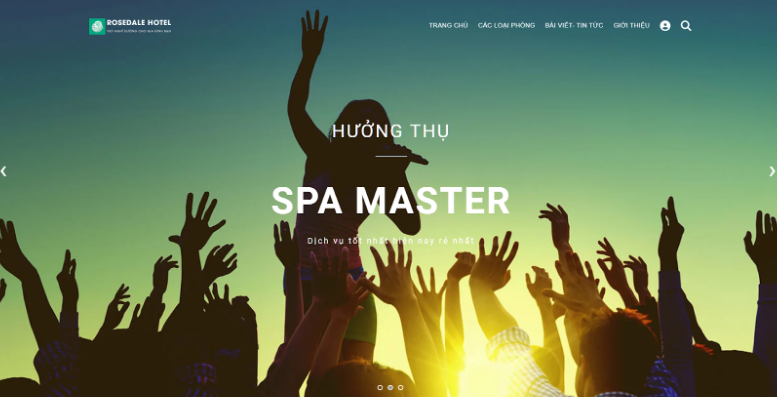 ROSEDALE HOTEL
TRANG CHỦ CÁC LOẠI PHÒNG BÀI VIẾT- TIN TỨC GIỚI THIỆU
HƯỞNG THỤ
SPA MASTER
Dịch vụ tốt nhất hiện nay rẻ nhất